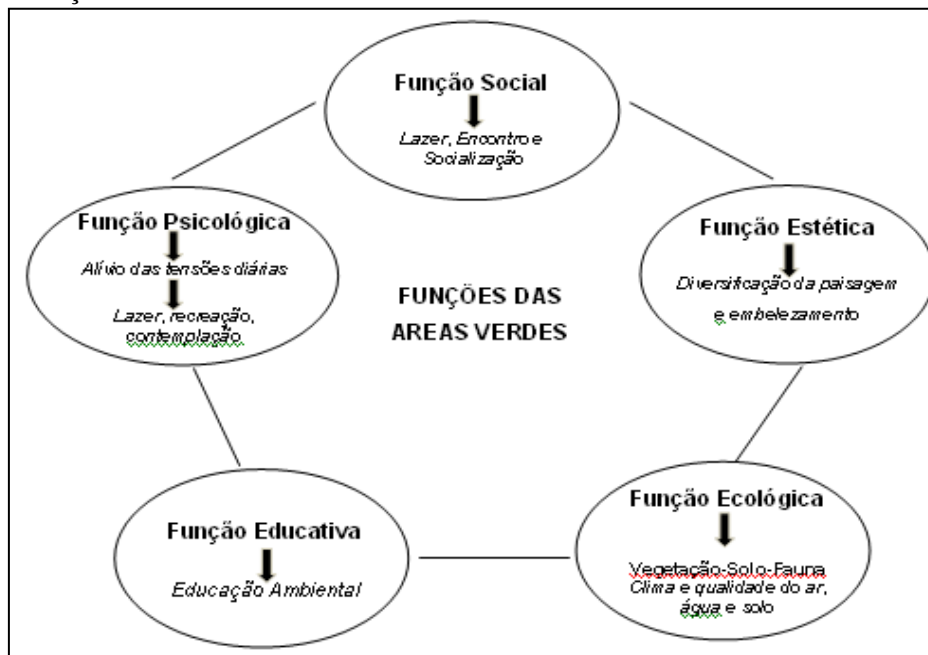 Função Social
Lazer, Encontro e
Socialização
Função Psicológica
Alívio das tensões diárias
Lazer, recreação,
contemplação.
Função Estética
Diversificação da paisagem
e embelezamento
FUNÇÕES DAS
AREAS VERDES
Função Educativa
Educação Ambiental
Função Ecológica
Vegetação-Solo-Fauna
Clima e qualidade do ar,
água e solo